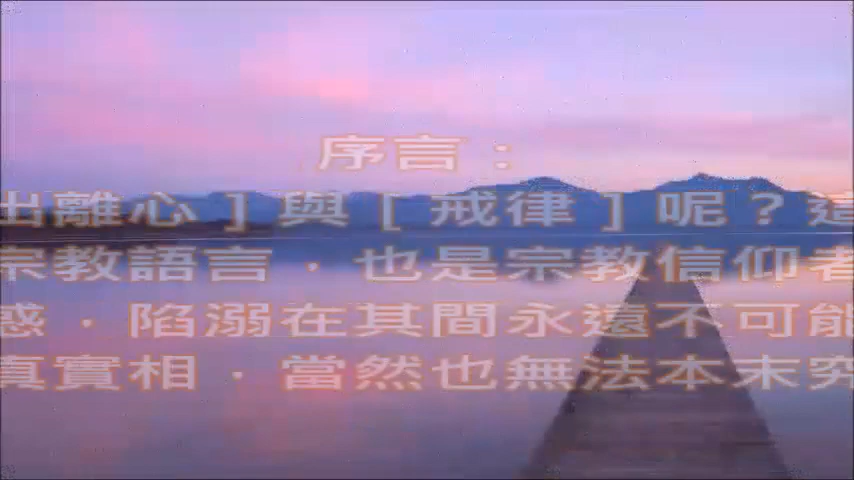 序言：
出離心］與［戒律］呢？這
宗教語言．也是宗教信仰者
惑．陷溺在其間永遠不可能
真實相．當然也無法本末究